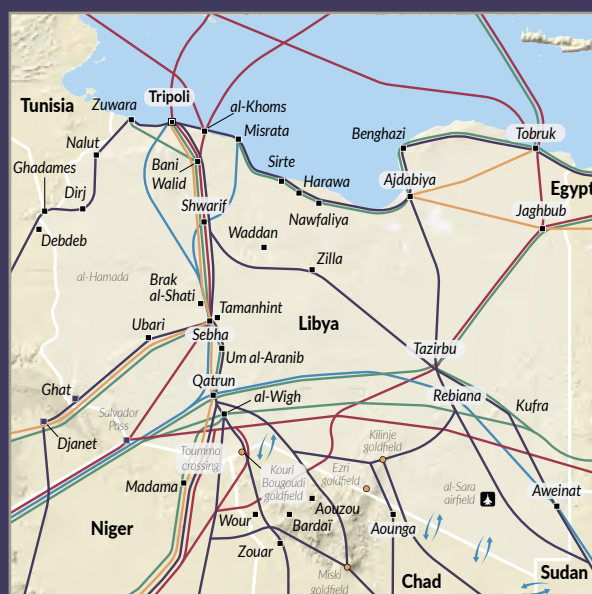 Tunisia
Zuwara
Tripoli
al-Khoms
Misrata
Nalut
Bani
Walid
Benghazi
Tobruk
Ghadames
Sirte
Harawa
Ajdabiya
Egypt
Dirj
Shwarif
Nawfaliya
Jaghbub
Debdeb
Waddan
Zilla
al-Hamada
Brak
al-Shati
Tamanhint
Ubari
Libya
Sebha
Um al-Aranib
Tazirbu
Ghat
Qatrun
al-Wigh
Rebiana
Kufra
Salvador
Pass
Djanet
Toummo
crossing
Kouri
Bougoudi
goldfield
Kilinje
goldfield
Ezri
goldfield
Madama
al-Sara
airfield
Aweinat
Aouzou
Niger
Wour
Bardaï
Aounga
Zouar
Miski
goldfield
Chad
Sudan